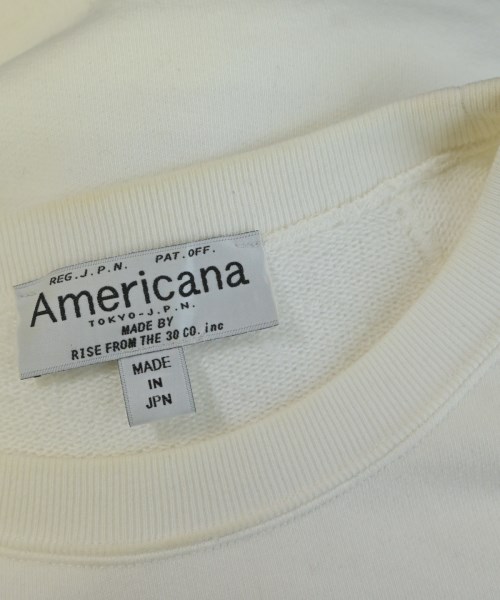 REG.J.P.N. PAT.OFF.
Americana
TOKYO-J.P.N.
MADE BY
RISE FROM THE 30 CO. inc
MADE
IN
JPN